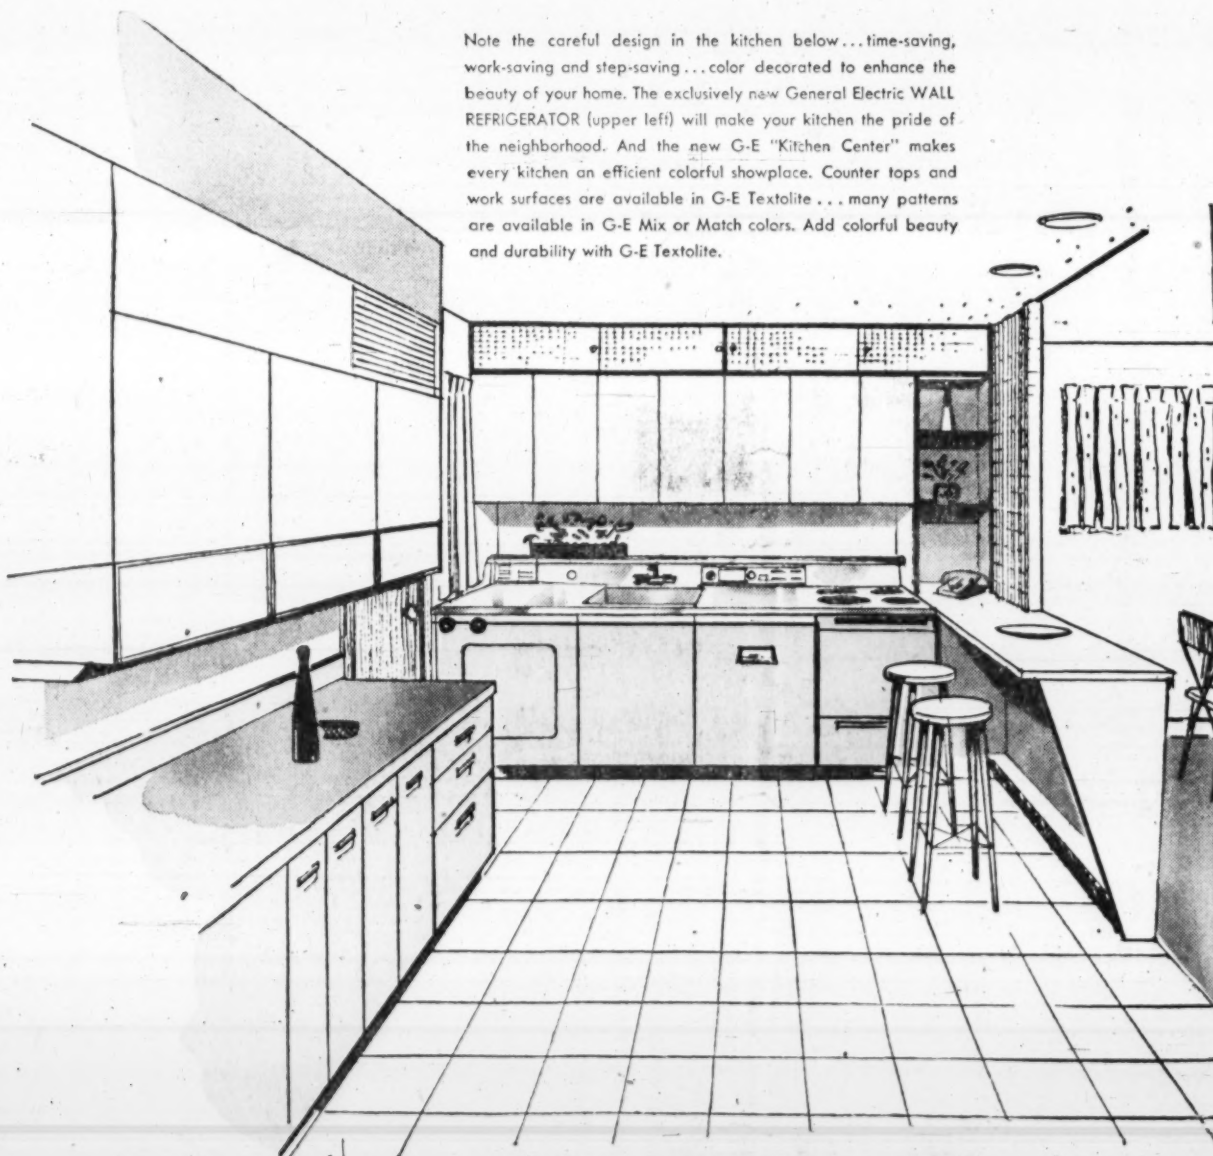 Note the careful design in the kitchen below...time-saving,
work-saving and step-saving...color decorated to enhance the
beauty of your home. The exclusively new General Electric WALL
REFRIGERATOR (upper left) will make your kitchen the pride of
the neighborhood. And the new G-E "Kitchen Center" makes
every kitchen an efficient colorful showplace. Counter tops and
work surfaces are available in G-E Textolite...many patterns
are available in G-E Mix or Match colors. Add colorful beauty
and durability with G-E Textolite.